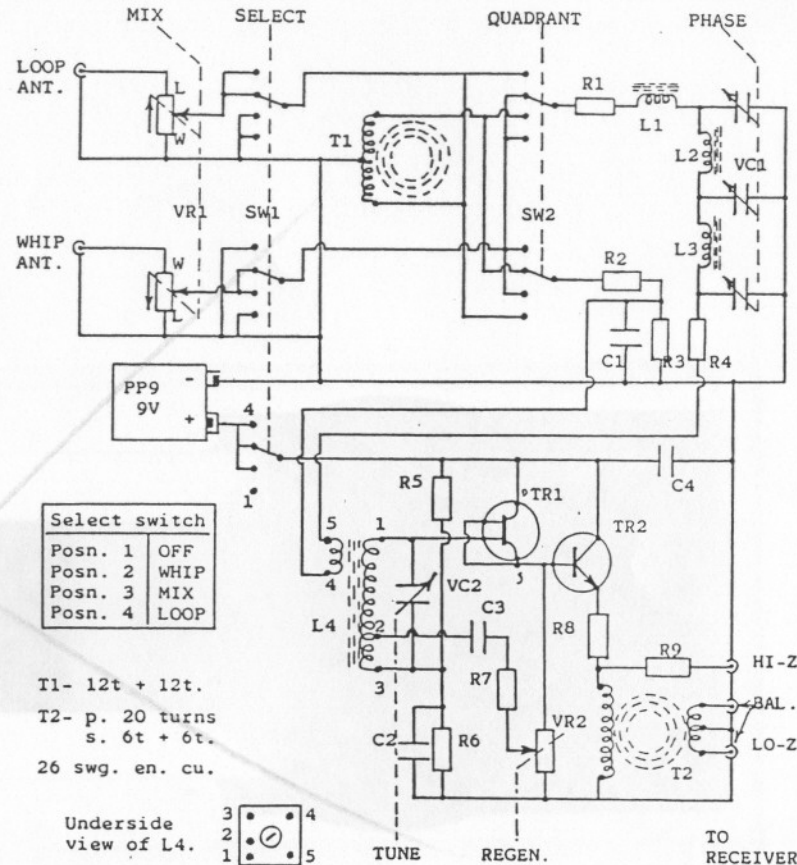 MIX SELECT QUADRANT PHASE
LOOP
ANT.
L
W
R1
L1
T1
L2
VC1
VR1 SW1 SW2
WHIP
ANT.
W
L
L3
R2
C1 R3 R4
PP9
9V
-
+
4
1
R5
TR1
C4
TR2
Select switch
Posn. 1 OFF
Posn. 2 WHIP
Posn. 3 MIX
Posn. 4 LOOP
5 1
4
L4
2
3
VC2
C3
R8
R9
HI-Z
BAL.
LO-Z
R7
VR2
C2 R6
T2
T1- 12t + 12t.
T2- p. 20 turns
s. 6t + 6t.
26 swg. en. cu.
Underside
view of L4.
3 4
2
1 5
TUNE REGEN.
TO
RECEIVER